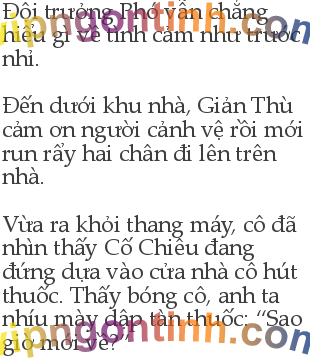 Đội trưởng Phó vẫn chẳng
hiểu gì về tình cảm như trước
nhỉ.
Đến dưới khu nhà, Giản Thù
cảm ơn người cảnh vệ rồi mới
run rẩy hai chân đi lên trên
nhà.
Vừa ra khỏi thang máy, cô đã
nhìn thấy Cố Chiêu đang
đứng dựa vào cửa nhà cô hút
thuốc. Thấy bóng cô, anh ta
nhíu mày dập tàn thuốc: “Sao
giờ mới về?”
vipngontinh.com
vipngontinh.com